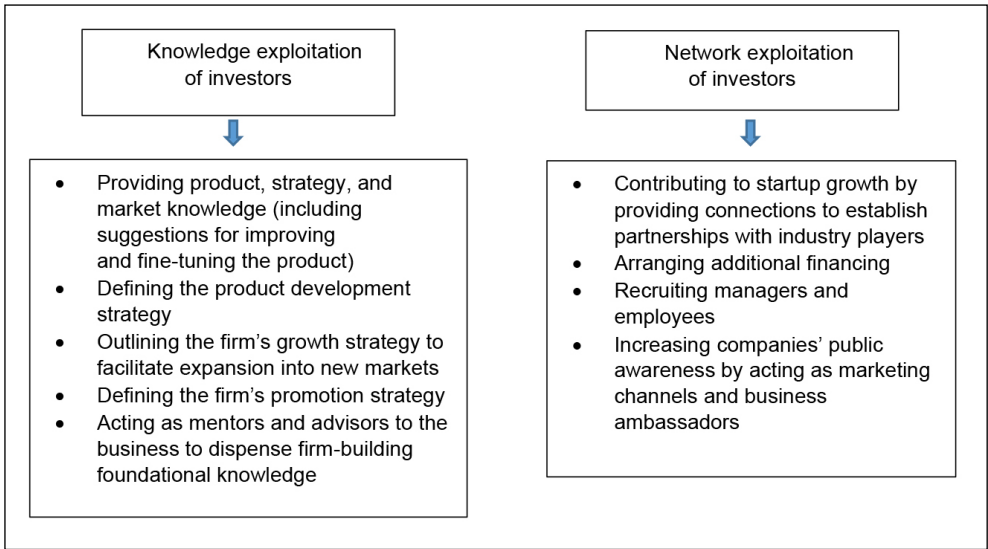 Knowledge exploitation
of investors
• Providing product, strategy, and
market knowledge (including
suggestions for improving
and fine-tuning the product)
• Defining the product development
strategy
• Outlining the firm's growth strategy to
facilitate expansion into new markets
• Defining the firm's promotion strategy
• Acting as mentors and advisors to the
business to dispense firm-building
foundational knowledge
Network exploitation
of investors
• Contributing to startup growth by
providing connections to establish
partnerships with industry players
• Arranging additional financing
• Recruiting managers and
employees
• Increasing companies' public
awareness by acting as marketing
channels and business
ambassadors